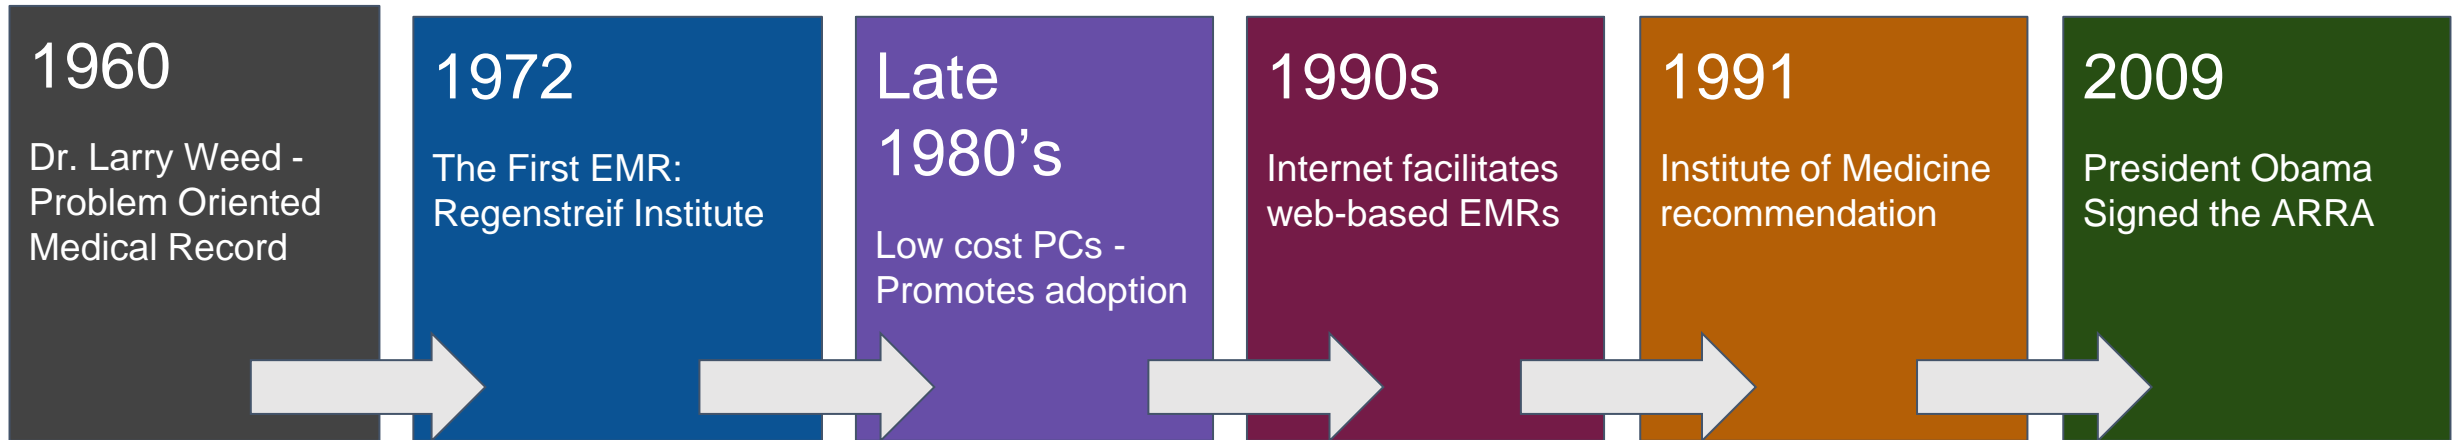 1960
Dr. Larry Weed -
Problem Oriented
Medical Record
1972
The First EMR:
Regenstreif Institute
Late
1980’s
Low cost PCs -
Promotes adoption
1990s
Internet facilitates
web-based EMRs
1991
Institute of Medicine
recommendation
2009
President Obama
Signed the ARRA